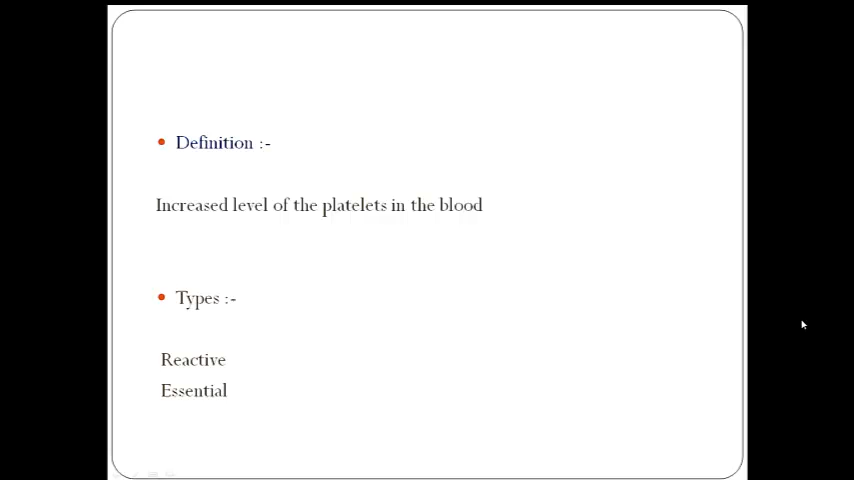 Definition :-
Increased level of the platelets in the blood
Types :-
Reactive
Essential